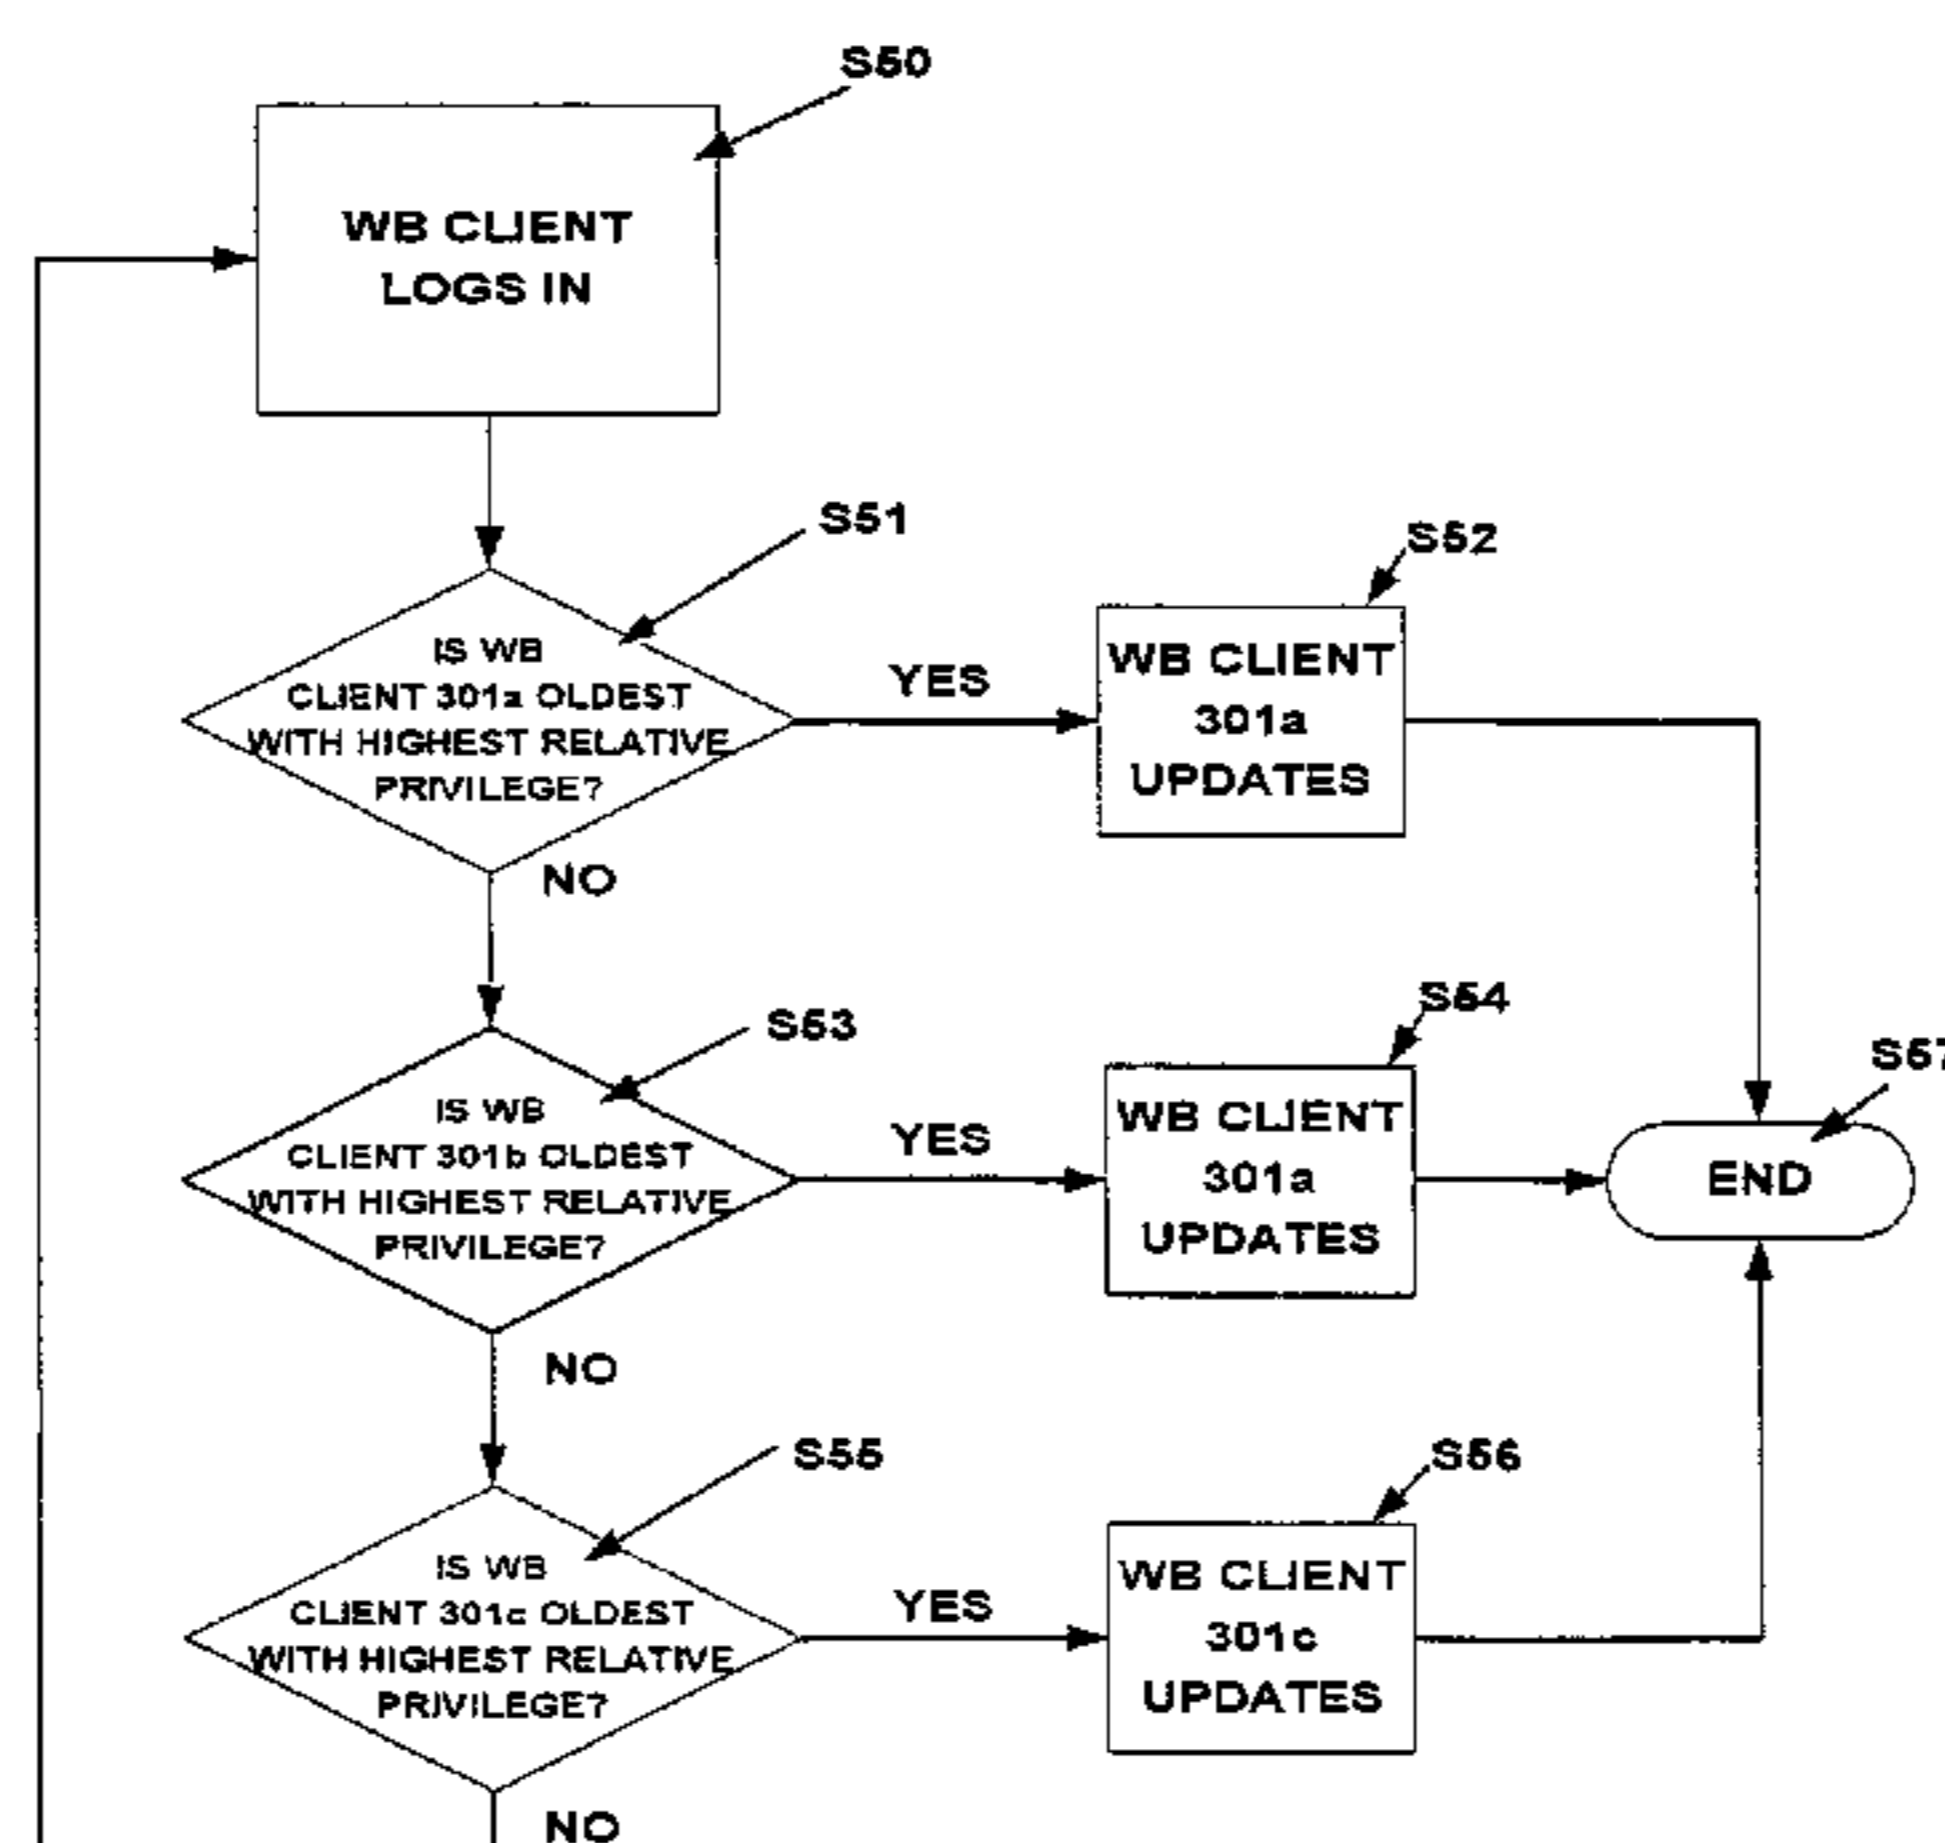 S50
WB CLIENT
LOGS IN
S51
IS WB
CLIENT 301a OLDEST
WITH HIGHEST RELATIVE
PRIVILEGE?
YES
S52
WB CLIENT
301a
UPDATES
NO
S53
IS WB
CLIENT 301b OLDEST
WITH HIGHEST RELATIVE
PRIVILEGE?
YES
S54
WB CLIENT
301a
UPDATES
S57
END
NO
S55
IS WB
CLIENT 301c OLDEST
WITH HIGHEST RELATIVE
PRIVILEGE?
YES
S56
WB CLIENT
301c
UPDATES
NO